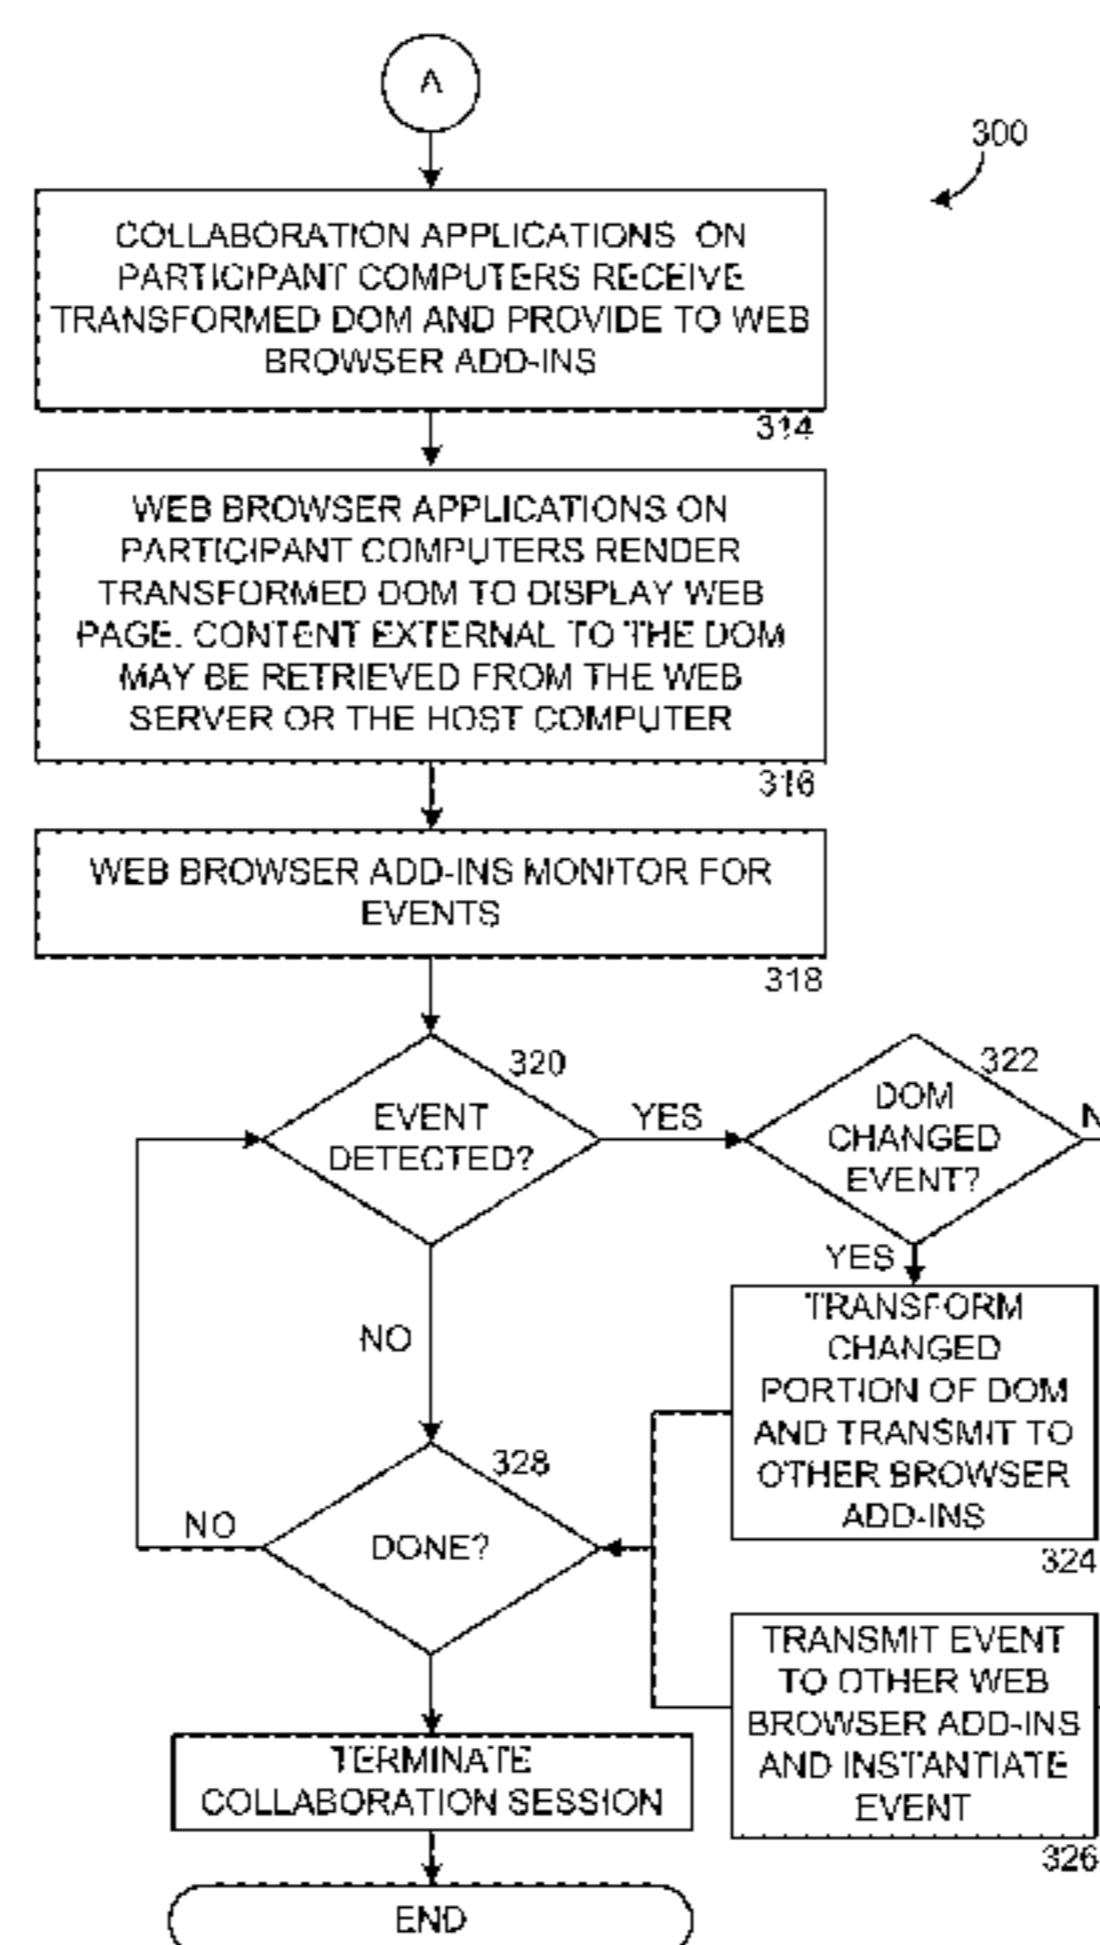 A
300
COLLABORATION APPLICATIONS ON
PARTICIPANT COMPUTERS RECEIVE
TRANSFORMED DOM AND PROVIDE TO WEB
BROWSER ADD-INS
314
WEB BROWSER APPLICATIONS ON
PARTICIPANT COMPUTERS RENDER
TRANSFORMED DOM TO DISPLAY WEB
PAGE. CONTENT EXTERNAL TO THE DOM
MAY BE RETRIEVED FROM THE WEB
SERVER OR THE HOST COMPUTER
316
WEB BROWSER ADD-INS MONITOR FOR
EVENTS
318
320
EVENT
DETECTED?
YES
322
DOM
CHANGED
EVENT?
YES
NO
TRANSFORM
CHANGED
PORTION OF DOM
AND TRANSMIT TO
OTHER BROWSER
ADD-INS
324
328
DONE?
NO
TRANSMIT EVENT
TO OTHER WEB
BROWSER ADD-INS
AND INSTANTIATE
EVENT
326
TERMINATE
COLLABORATION SESSION
END